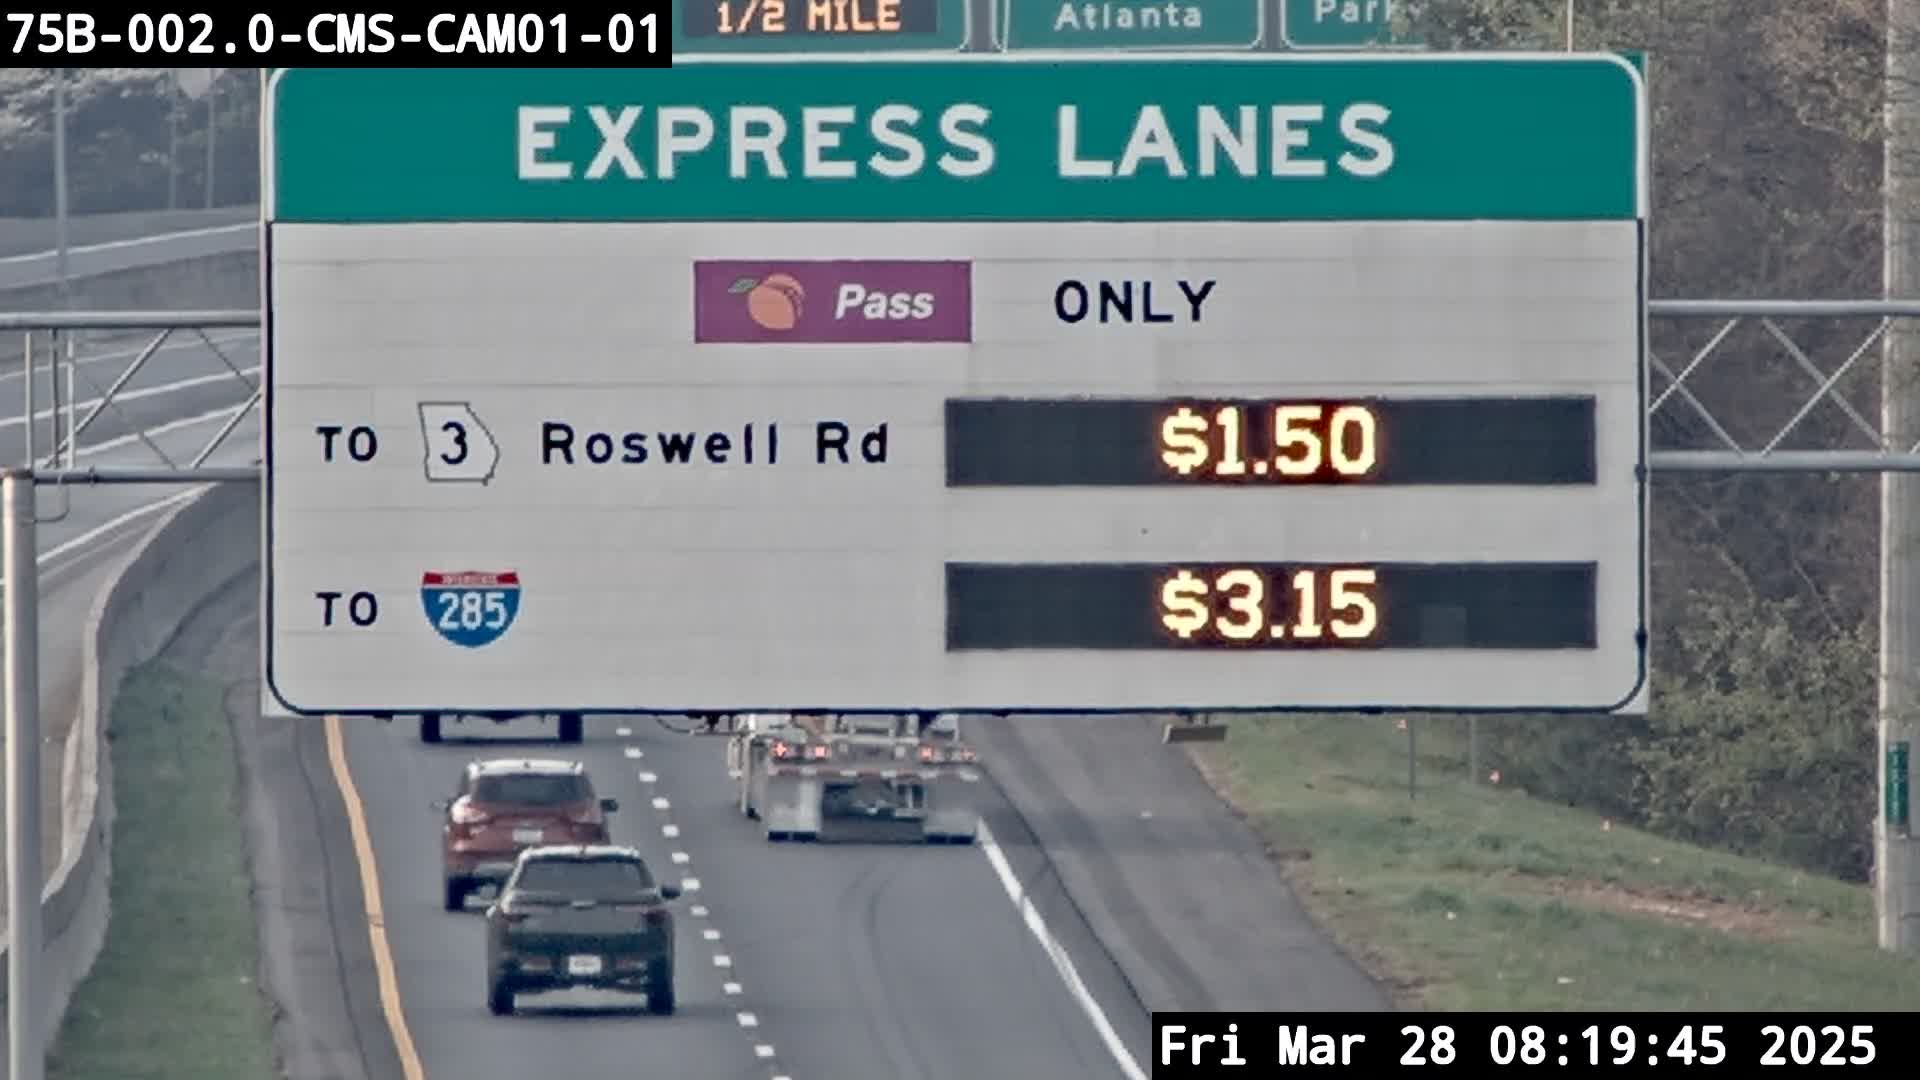 75B-002.0-CMS-CAM01-01
1/2 MILE
Atlanta
EXPRESS LANES
Pass ONLY
TO 3 Roswell Rd $1.50
TO INTERSTATE 285 $3.15
Fri Mar 28 08:19:45 2025